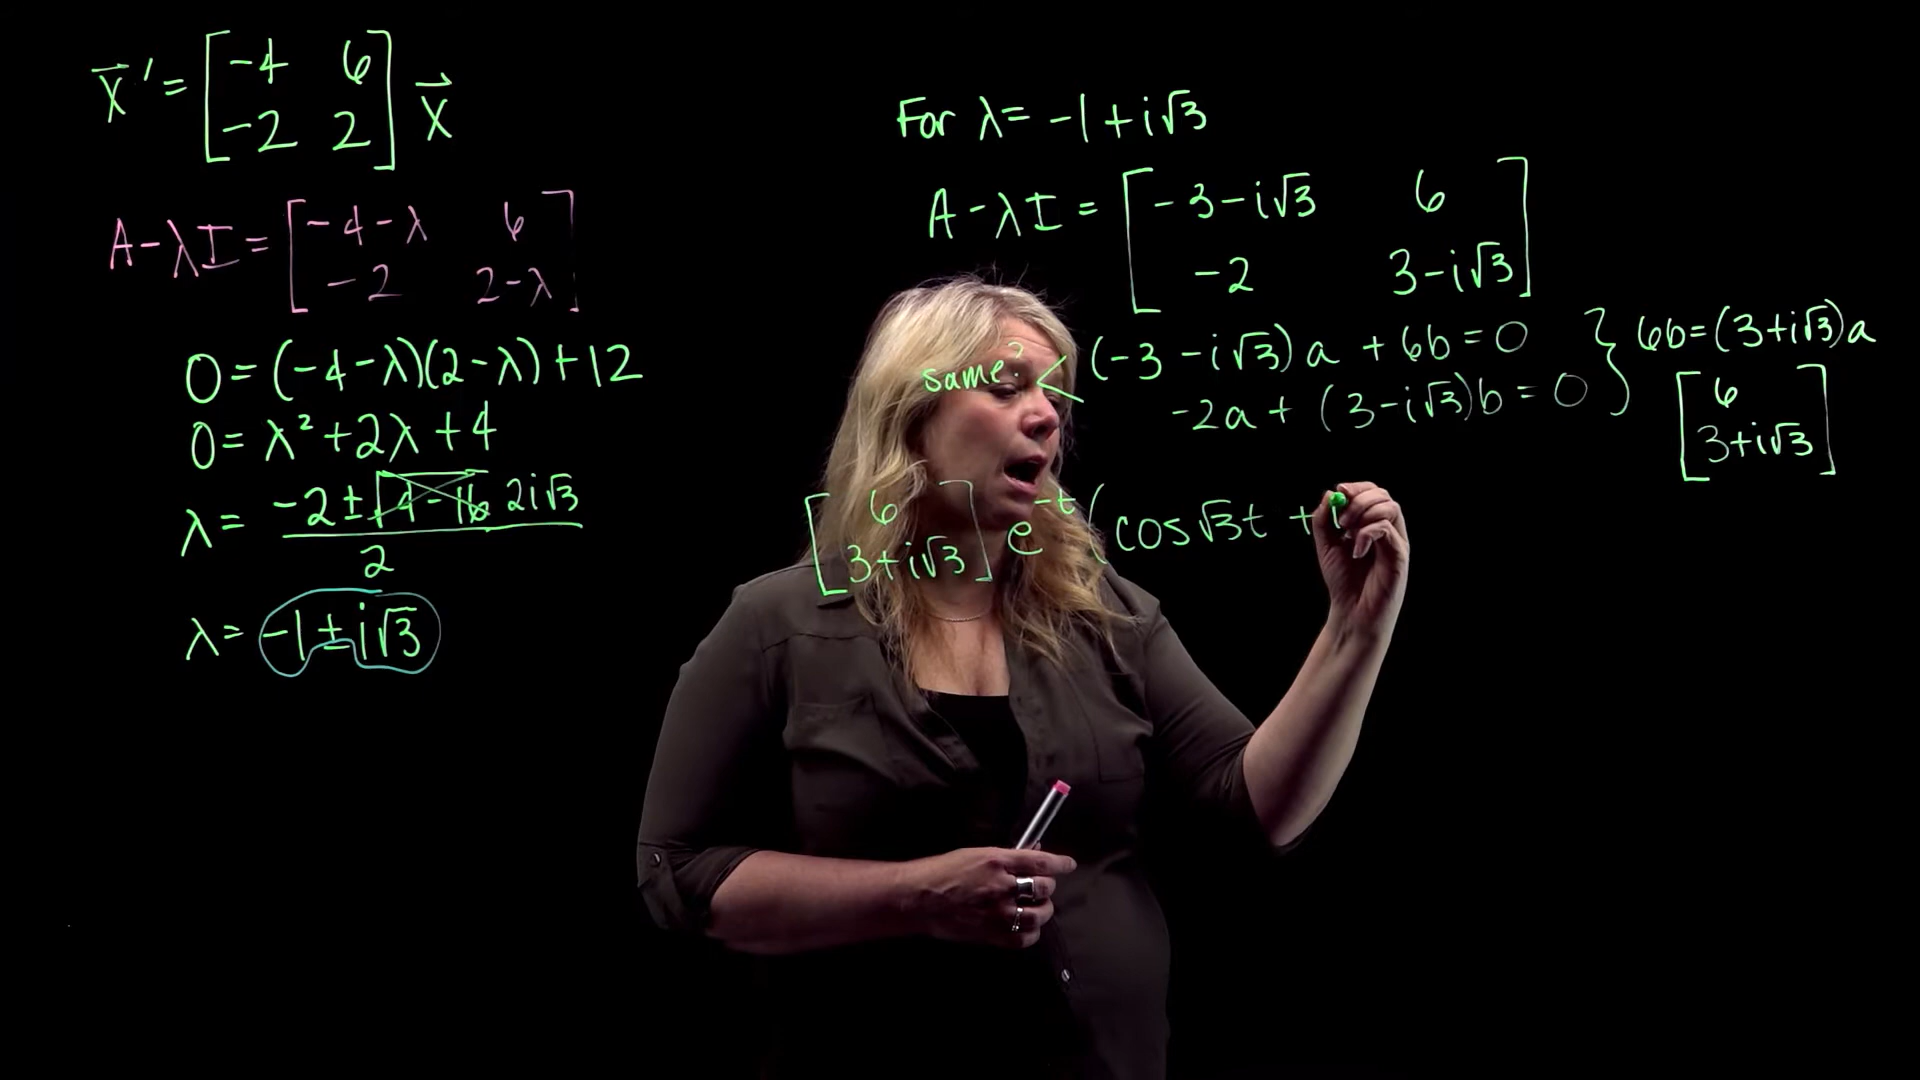 x⃗' = [-4 6
-2 2] x⃗
A-λI = [-4-λ 6
-2 2-λ]
0=(-4-λ)(2-λ)+12
0=λ²+2λ+4
λ= -2±√4-16 2i√3
2
λ= -1±i√3
For λ= -1+i√3
A-λI = [-3-i√3 6
-2 3-i√3]
same? < (-3-i√3)a + 6b=0
-2a+(3-i√3)b=0
} 6b=(3+i√3)a
[6
3+i√3]
[6
3+i√3] e^-t (cos√3t + i